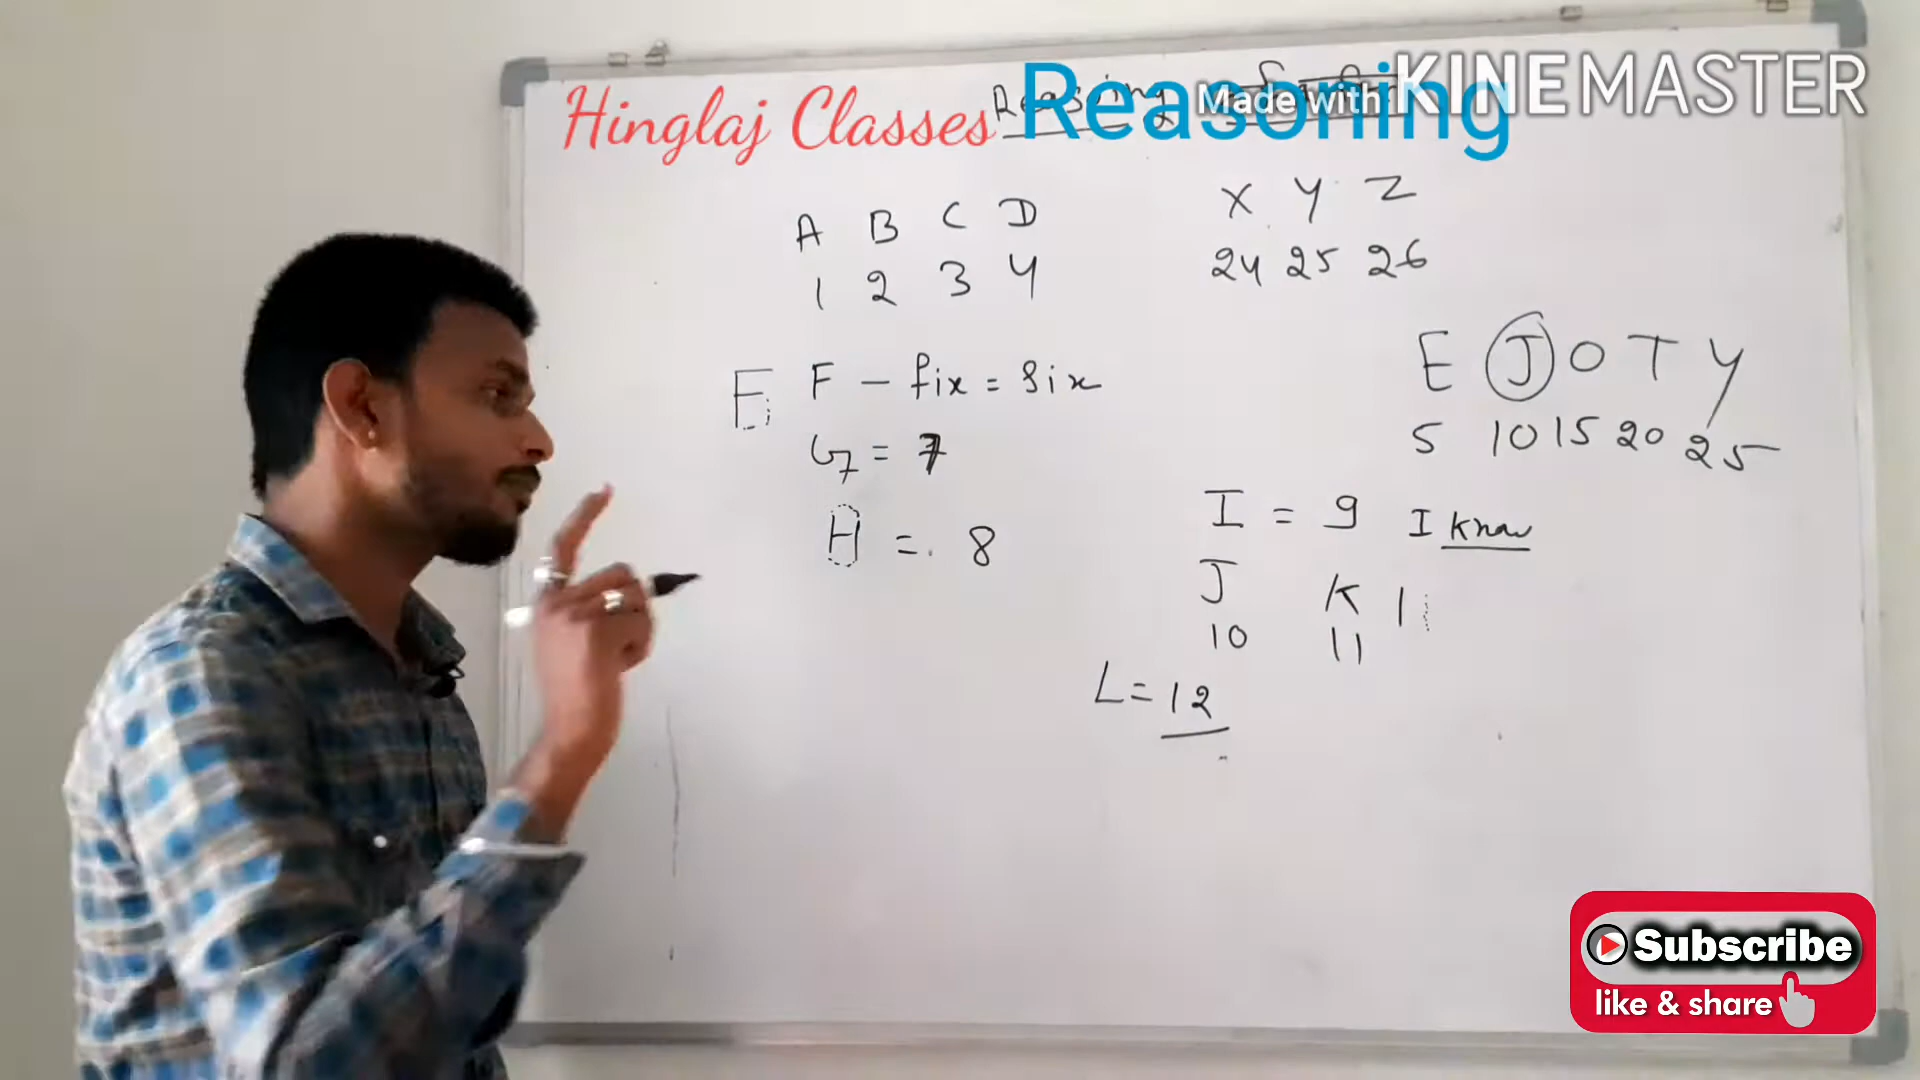 Hinglaj Classes Reasoning Made with KINEMASTER
Reasoning
A B C D
1 2 3 4
X Y Z
24 25 26
E J O T Y
5 10 15 20 25
F F - fix = six
G = 7
H = 8
I = 9 I know
J K
10 11
L = 12
Subscribe
like & share